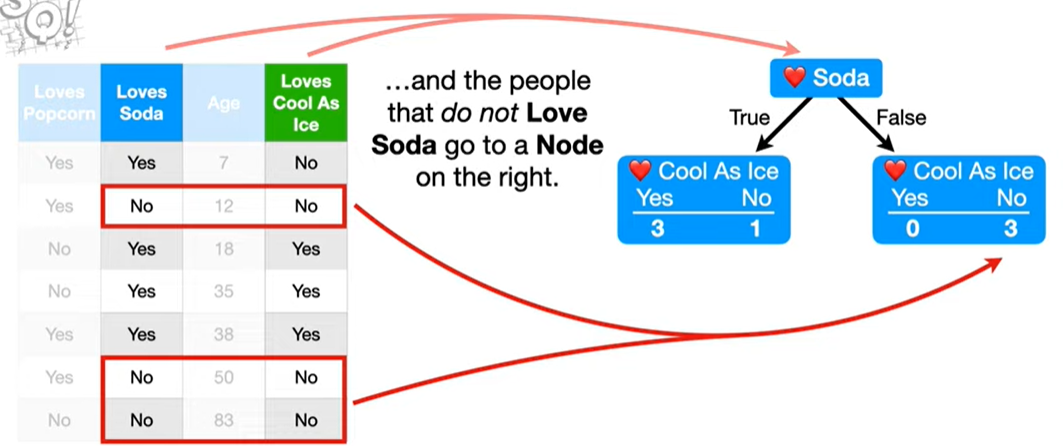 SQ!
Loves Popcorn Loves Soda Age Loves Cool As Ice
Yes Yes 7 No
Yes No 12 No
No Yes 18 Yes
No Yes 35 Yes
Yes Yes 38 Yes
Yes No 50 No
No No 83 No
...and the people
that do not Love
Soda go to a Node
on the right.
❤️ Soda
True False
❤️ Cool As Ice
Yes No
3 1
❤️ Cool As Ice
Yes No
0 3